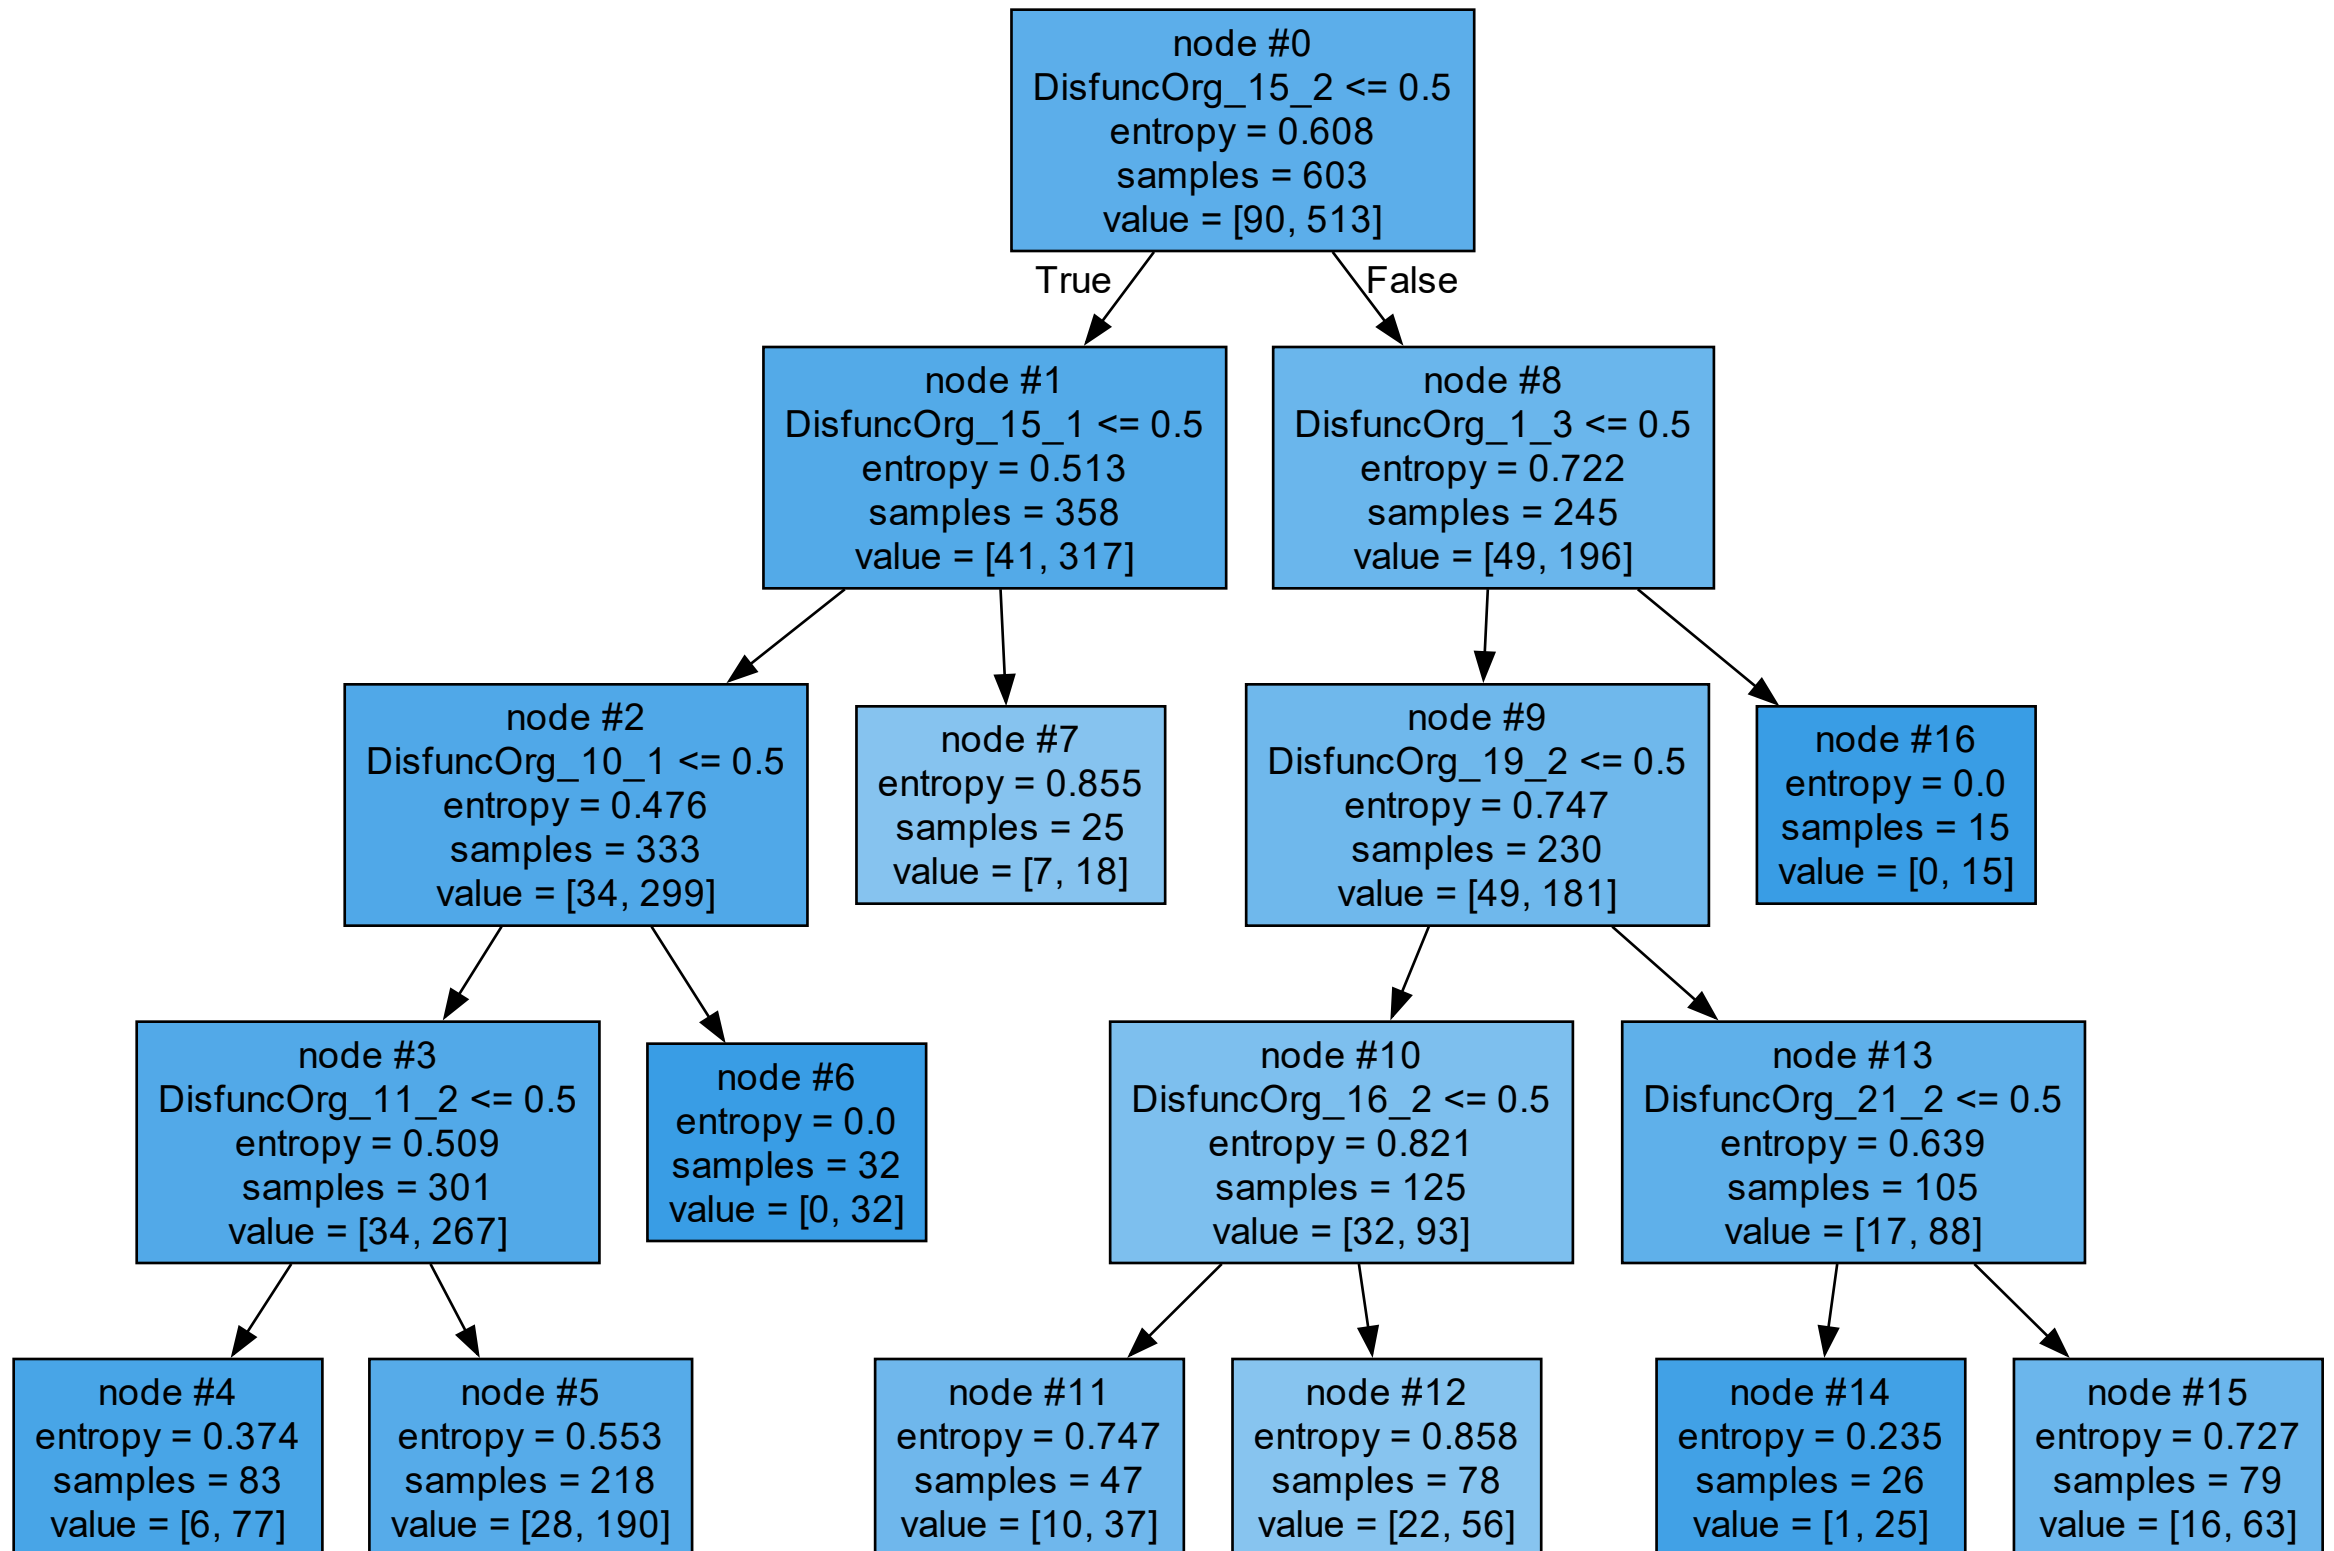 node #0
DisfuncOrg_15_2 <= 0.5
entropy = 0.608
samples = 603
value = [90, 513]
True
False
node #1
DisfuncOrg_15_1 <= 0.5
entropy = 0.513
samples = 358
value = [41, 317]
node #8
DisfuncOrg_1_3 <= 0.5
entropy = 0.722
samples = 245
value = [49, 196]
node #2
DisfuncOrg_10_1 <= 0.5
entropy = 0.476
samples = 333
value = [34, 299]
node #7
entropy = 0.855
samples = 25
value = [7, 18]
node #9
DisfuncOrg_19_2 <= 0.5
entropy = 0.747
samples = 230
value = [49, 181]
node #16
entropy = 0.0
samples = 15
value = [0, 15]
node #3
DisfuncOrg_11_2 <= 0.5
entropy = 0.509
samples = 301
value = [34, 267]
node #6
entropy = 0.0
samples = 32
value = [0, 32]
node #10
DisfuncOrg_16_2 <= 0.5
entropy = 0.821
samples = 125
value = [32, 93]
node #13
DisfuncOrg_21_2 <= 0.5
entropy = 0.639
samples = 105
value = [17, 88]
node #4
entropy = 0.374
samples = 83
value = [6, 77]
node #5
entropy = 0.553
samples = 218
value = [28, 190]
node #11
entropy = 0.747
samples = 47
value = [10, 37]
node #12
entropy = 0.858
samples = 78
value = [22, 56]
node #14
entropy = 0.235
samples = 26
value = [1, 25]
node #15
entropy = 0.727
samples = 79
value = [16, 63]